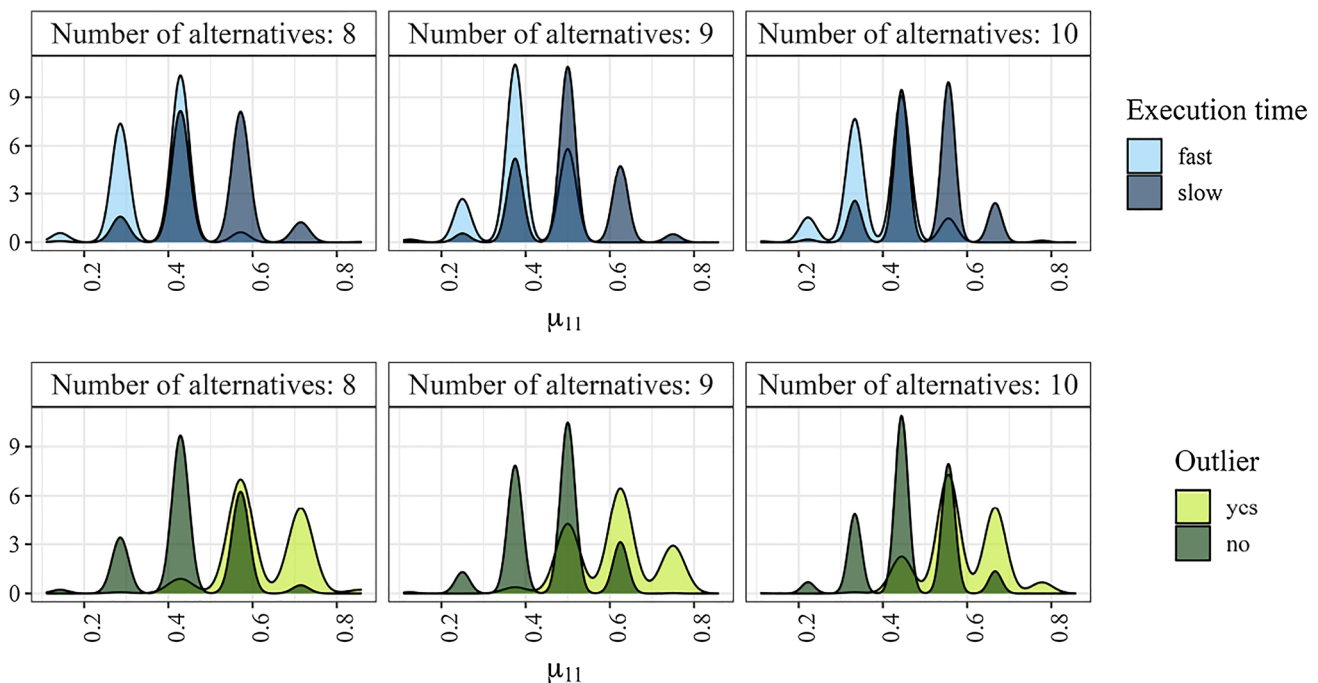 Number of alternatives: 8
Number of alternatives: 9
Number of alternatives: 10
9
6
3
0
0.2
0.4
0.6
0.8
0.2
0.4
0.6
0.8
0.2
0.4
0.6
0.8
μ₁₁
Execution time
fast
slow
Number of alternatives: 8
Number of alternatives: 9
Number of alternatives: 10
9
6
3
0
0.2
0.4
0.6
0.8
0.2
0.4
0.6
0.8
0.2
0.4
0.6
0.8
μ₁₁
Outlier
yes
no